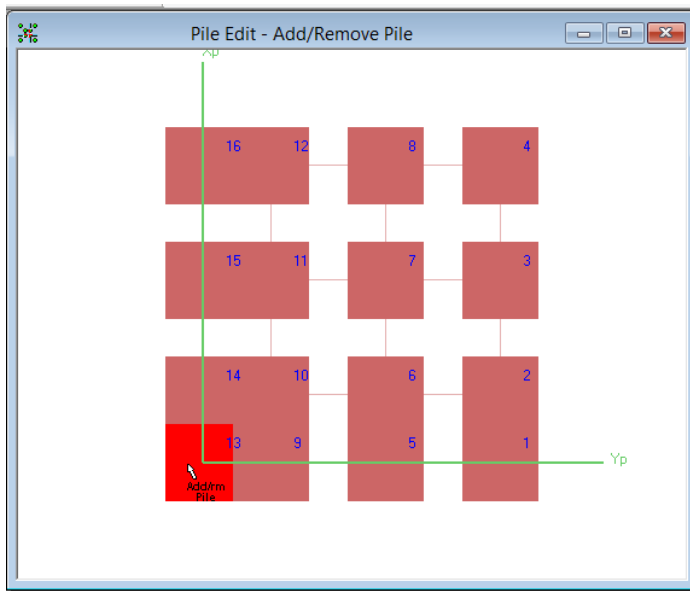 Pile Edit - Add/Remove Pile
Xp
16 12 8 4
15 11 7 3
14 10 6 2
13 9 5 1
Yp
Add/rm
Pile